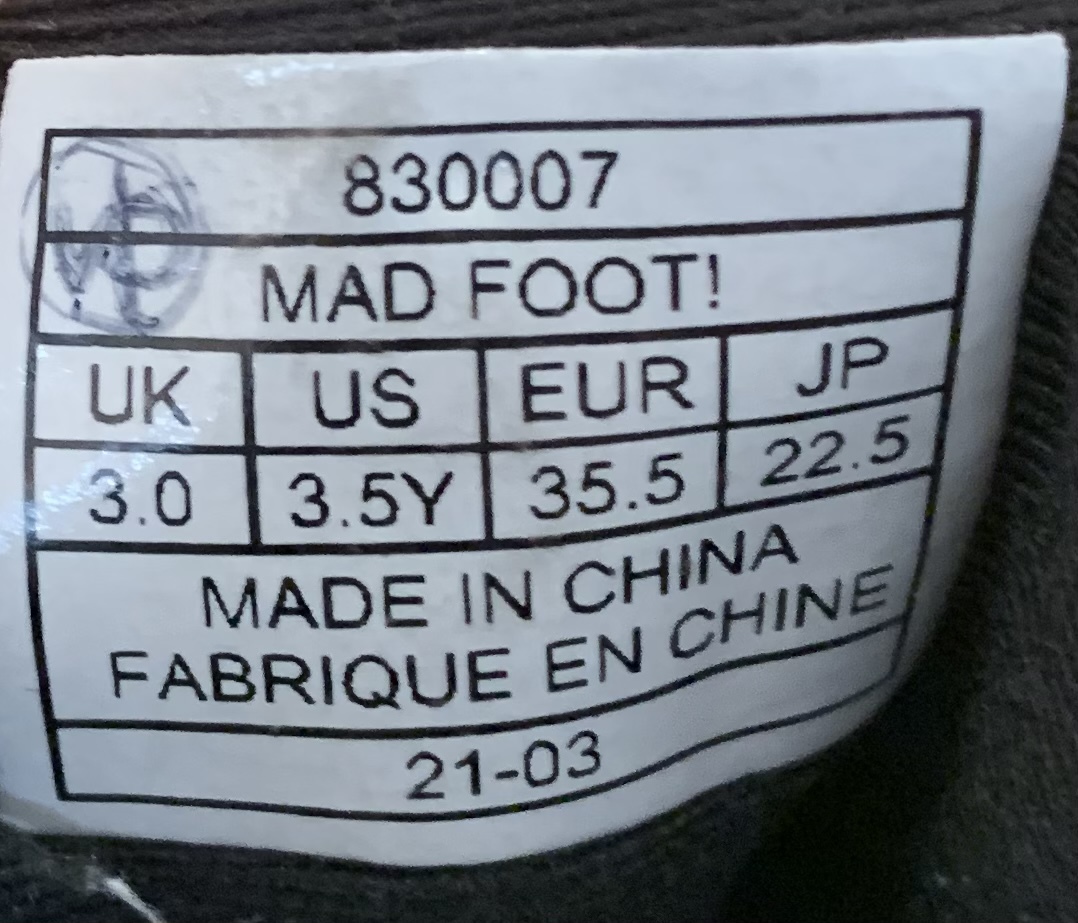 830007
MAD FOOT!
UK US EUR JP
3.0 3.5Y 35.5 22.5
MADE IN CHINA
FABRIQUE EN CHINE
21-03